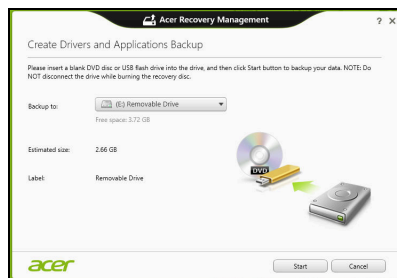 Acer Recovery Management
? X
Create Drivers and Applications Backup
Please insert a blank DVD disc or USB flash drive into the drive, and then click Start button to backup your data. NOTE: Do
NOT disconnect the drive while burning the recovery disc.
Backup to: (E:) Removable Drive
Free space: 3.72 GB
Estimated size: 2.66 GB
Label: Removable Drive
DVD
acer Start Cancel